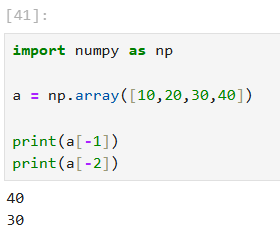 [41]:
import numpy as np
a = np.array([10,20,30,40])
print(a[-1])
print(a[-2])
40
30